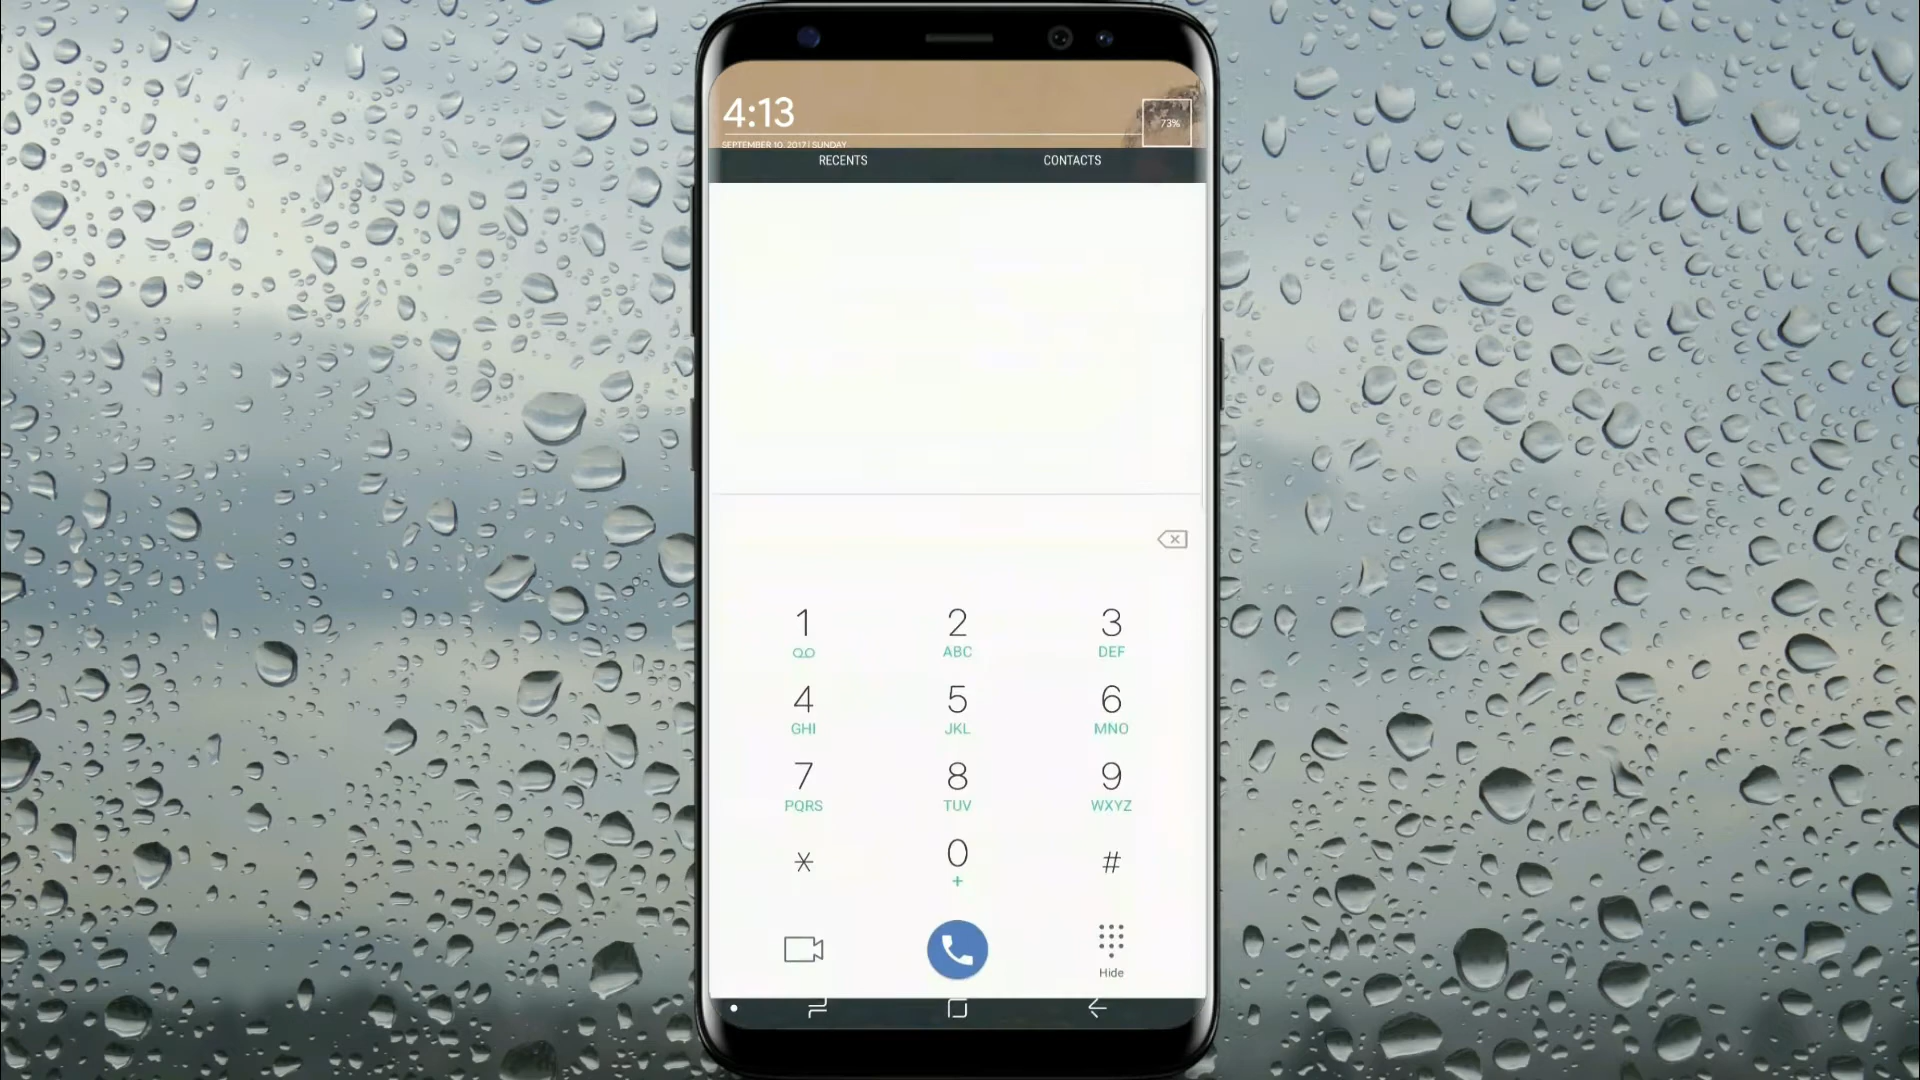 4:13
73%
SEPTEMBER 10, 2017 | SUNDAY
RECENTS CONTACTS
1 2 3
ABC DEF
4 5 6
GHI JKL MNO
7 8 9
PQRS TUV WXYZ
* 0 #
+
Hide